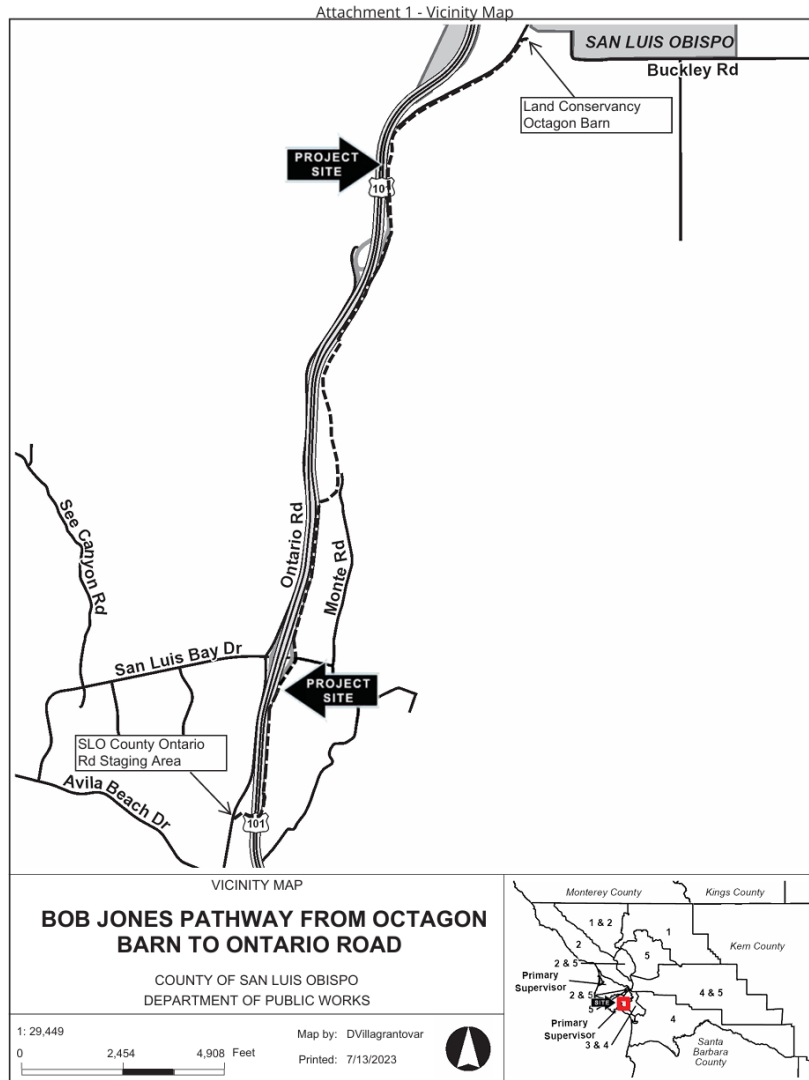 Attachment 1 - Vicinity Map
SAN LUIS OBISPO
Buckley Rd
Land Conservancy
Octagon Barn
PROJECT
SITE
101
Ontario Rd
See Canyon Rd
Monte Rd
San Luis Bay Dr
PROJECT
SITE
SLO County Ontario
Rd Staging Area
Avila Beach Dr
101
VICINITY MAP
BOB JONES PATHWAY FROM OCTAGON
BARN TO ONTARIO ROAD
COUNTY OF SAN LUIS OBISPO
DEPARTMENT OF PUBLIC WORKS
1: 29,449
0 2,454 4,908 Feet
Map by: DVillagrantovar
Printed: 7/13/2023
Monterey County
Kings County
1 & 2
1
2
Kern County
5
2 & 5
Primary
Supervisor
4 & 5
2 & 5
SITE
5
4
Primary
Supervisor
3 & 4
Santa
Barbara
County